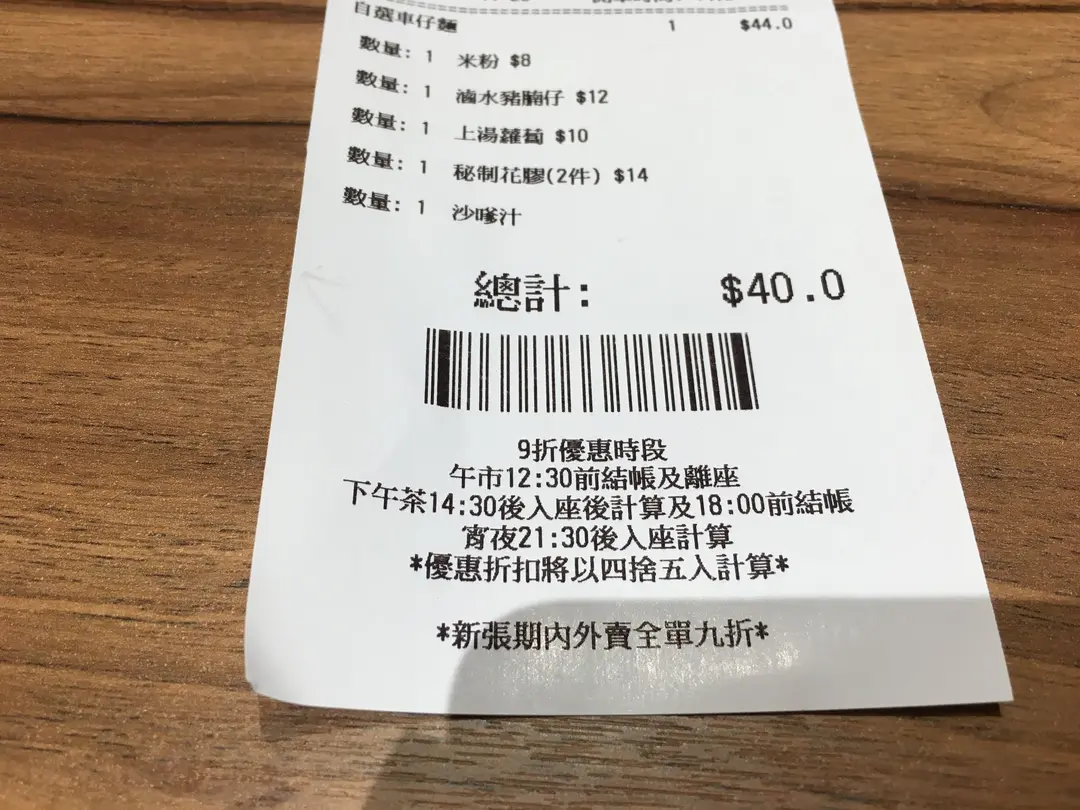 自選車仔麵 1 $44.0
數量: 1 米粉 $8
數量: 1 滷水豬腩仔 $12
數量: 1 上湯蘿蔔 $10
數量: 1 秘制花膠(2件) $14
數量: 1 沙嗲汁
總計: $40.0
9折優惠時段
午市12:30前結帳及離座
下午茶14:30後入座後計算及18:00前結帳
宵夜21:30後入座計算
*優惠折扣將以四捨五入計算*
*新張期內外賣全單九折*